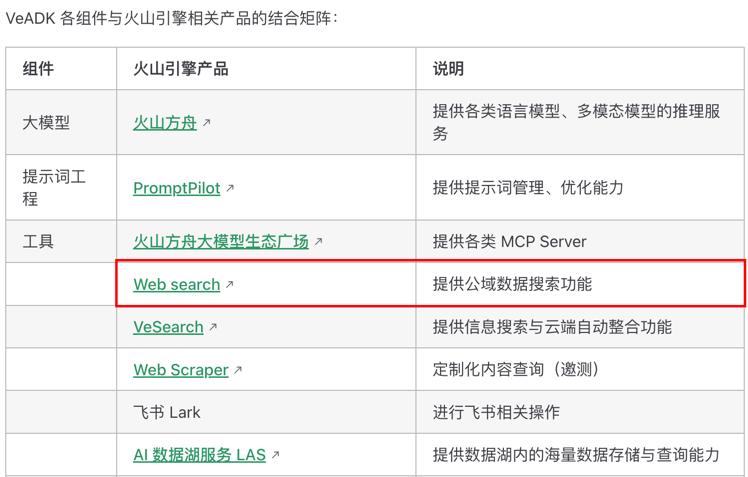 VeADK 各组件与火山引擎相关产品的结合矩阵：
组件 火山引擎产品 说明
大模型 火山方舟 ↗ 提供各类语言模型、多模态模型的推理服
务
提示词工
程 PromptPilot ↗ 提供提示词管理、优化能力
工具 火山方舟大模型生态广场 ↗ 提供各类 MCP Server
Web search ↗ 提供公域数据搜索功能
VeSearch ↗ 提供信息搜索与云端自动整合功能
Web Scraper ↗ 定制化内容查询（邀测）
飞书 Lark 进行飞书相关操作
AI 数据湖服务 LAS ↗ 提供数据湖内的海量数据存储与查询能力